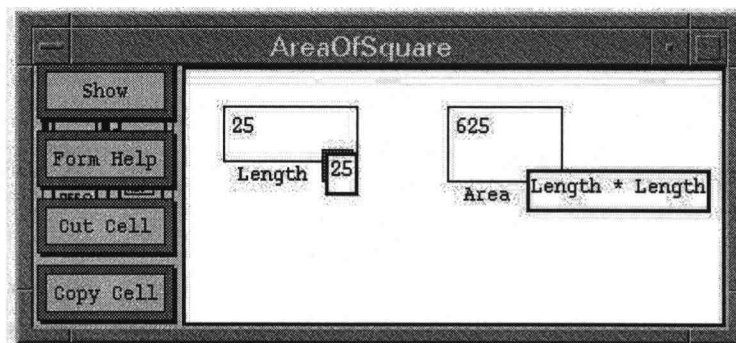 AreaOfSquare
Show
Form Help
Cut Cell
Copy Cell
25
25
Length
625
Length * Length
Area